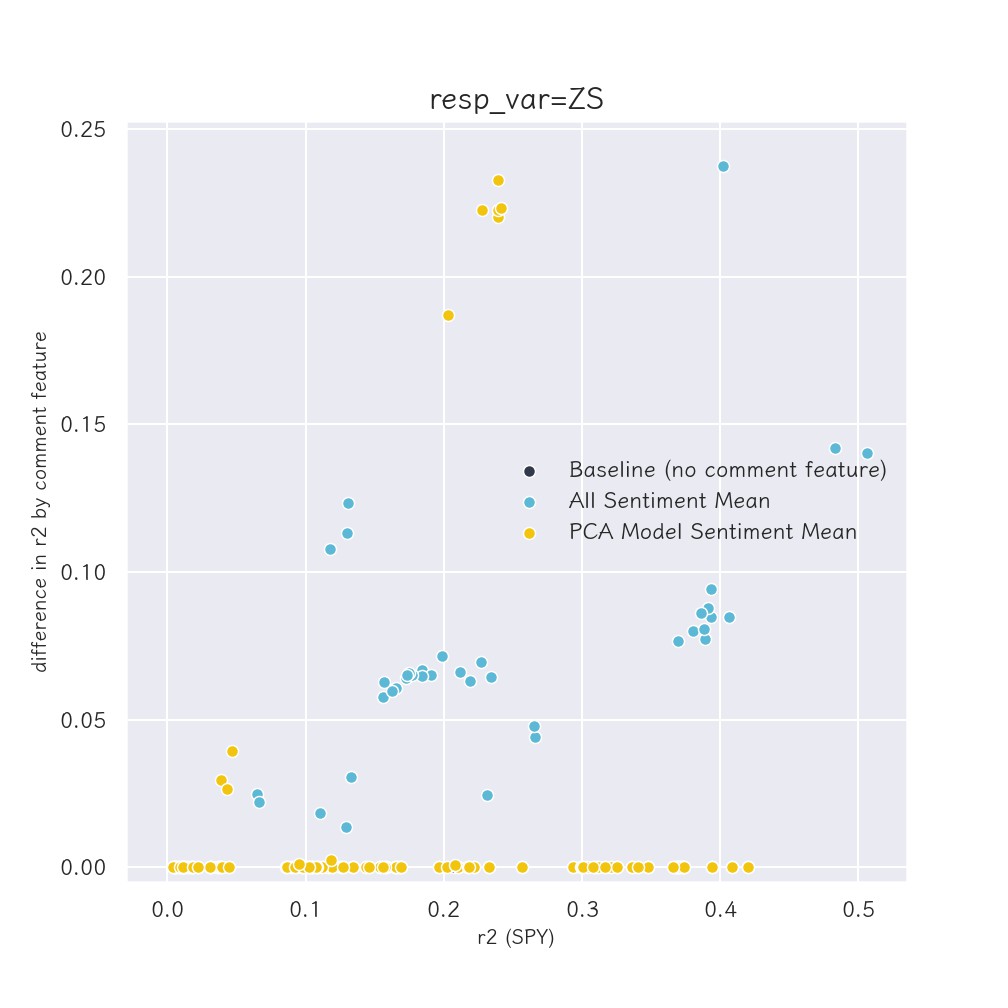 resp_var=ZS
difference in r2 by comment feature
0.25
0.20
0.15
0.10
0.05
0.00
Baseline (no comment feature)
All Sentiment Mean
PCA Model Sentiment Mean
0.0 0.1 0.2 0.3 0.4 0.5
r2 (SPY)